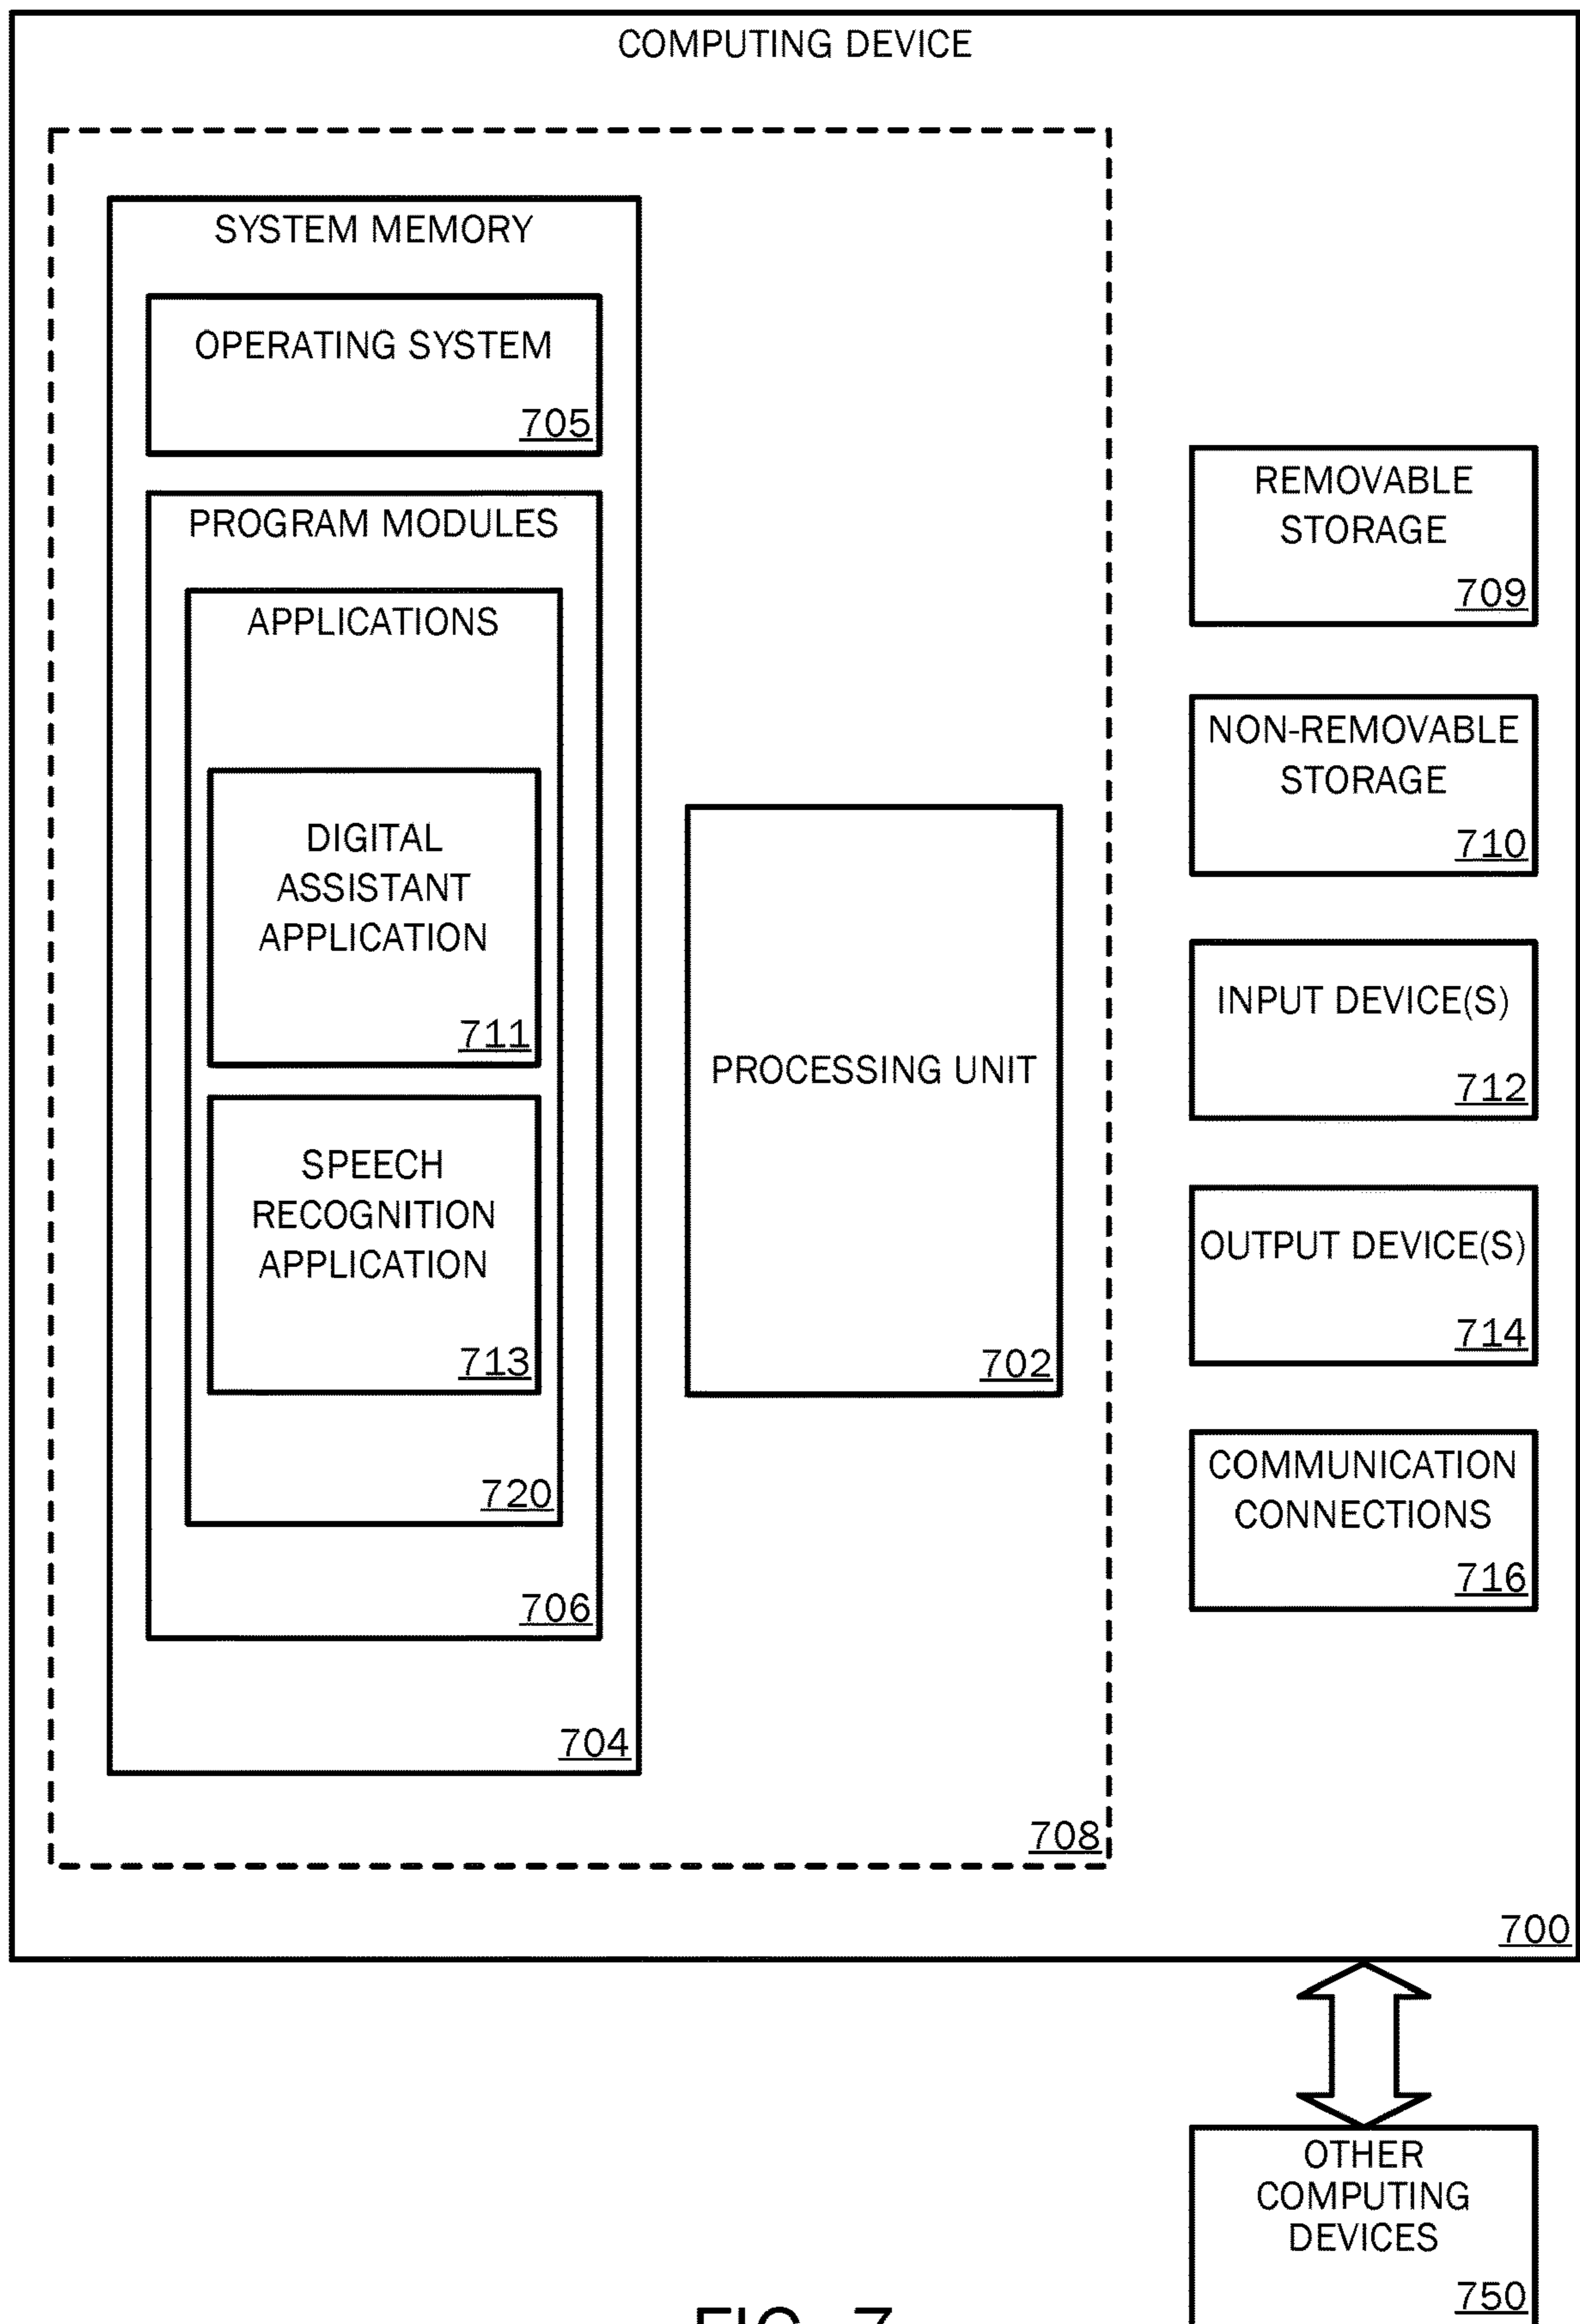 COMPUTING DEVICE
SYSTEM MEMORY
OPERATING SYSTEM
705
PROGRAM MODULES
APPLICATIONS
DIGITAL
ASSISTANT
APPLICATION
711
SPEECH
RECOGNITION
APPLICATION
713
720
706
704
PROCESSING UNIT
702
708
REMOVABLE
STORAGE
709
NON-REMOVABLE
STORAGE
710
INPUT DEVICE(S)
712
OUTPUT DEVICE(S)
714
COMMUNICATION
CONNECTIONS
716
700
OTHER
COMPUTING
DEVICES
750
FIG. 7